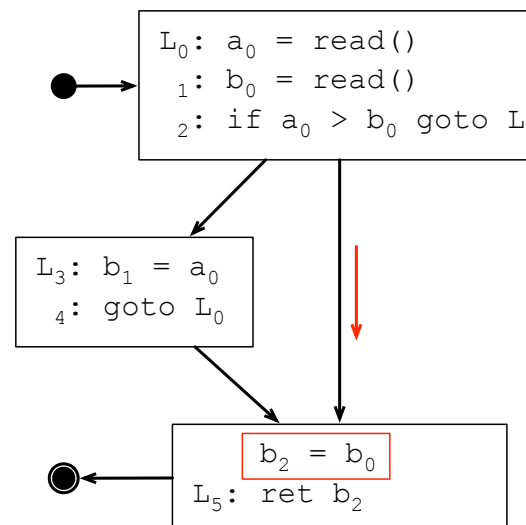 L₀: a₀ = read()
₁: b₀ = read()
₂: if a₀ > b₀ goto L
L₃: b₁ = a₀
₄: goto L₀
b₂ = b₀
L₅: ret b₂